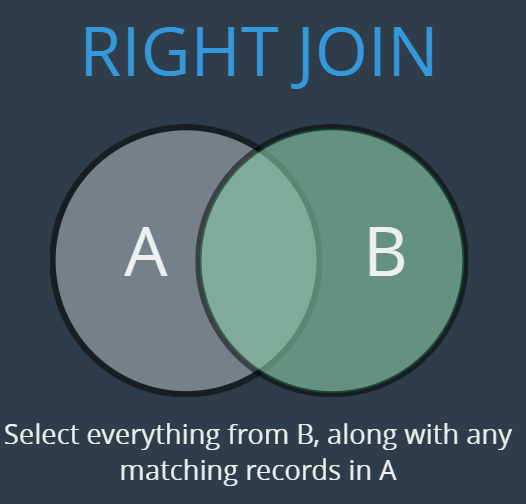 RIGHT JOIN
A
B
Select everything from B, along with any
matching records in A